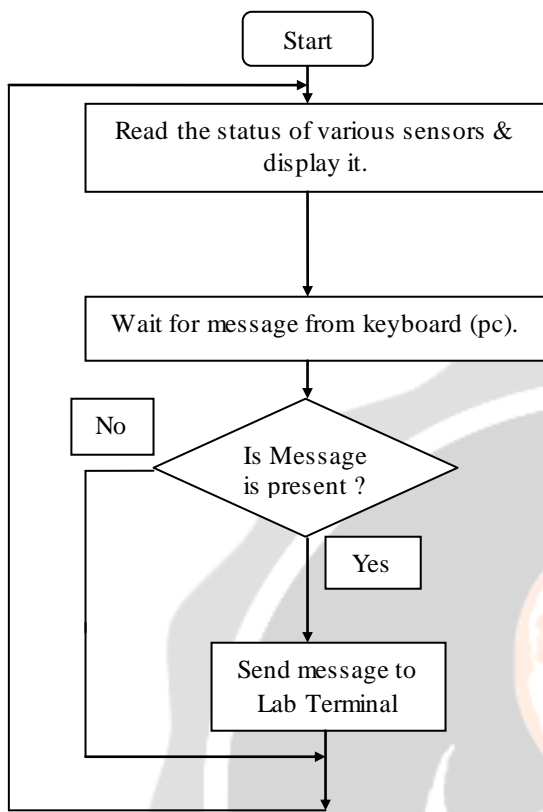 Start
Read the status of various sensors &
display it.
Wait for message from keyboard (pc).
No
Is Message
is present ?
Yes
Send message to
Lab Terminal